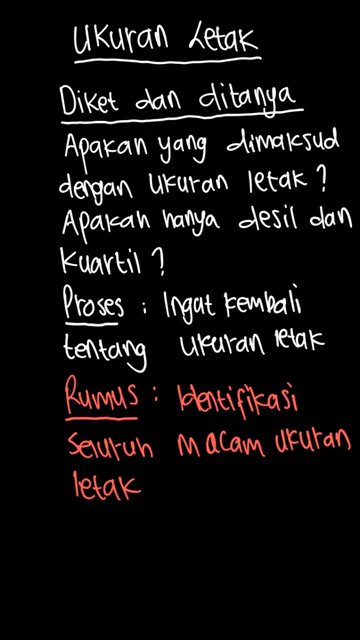 Ukuran Letak
Diket dan ditanya
Apakah yang dimaksud
dengan ukuran letak?
Apakah hanya desil dan
kuartil?
Proses : Ingat kembali
tentang ukuran letak
Rumus : Identifikasi
seluruh macam ukuran
letak